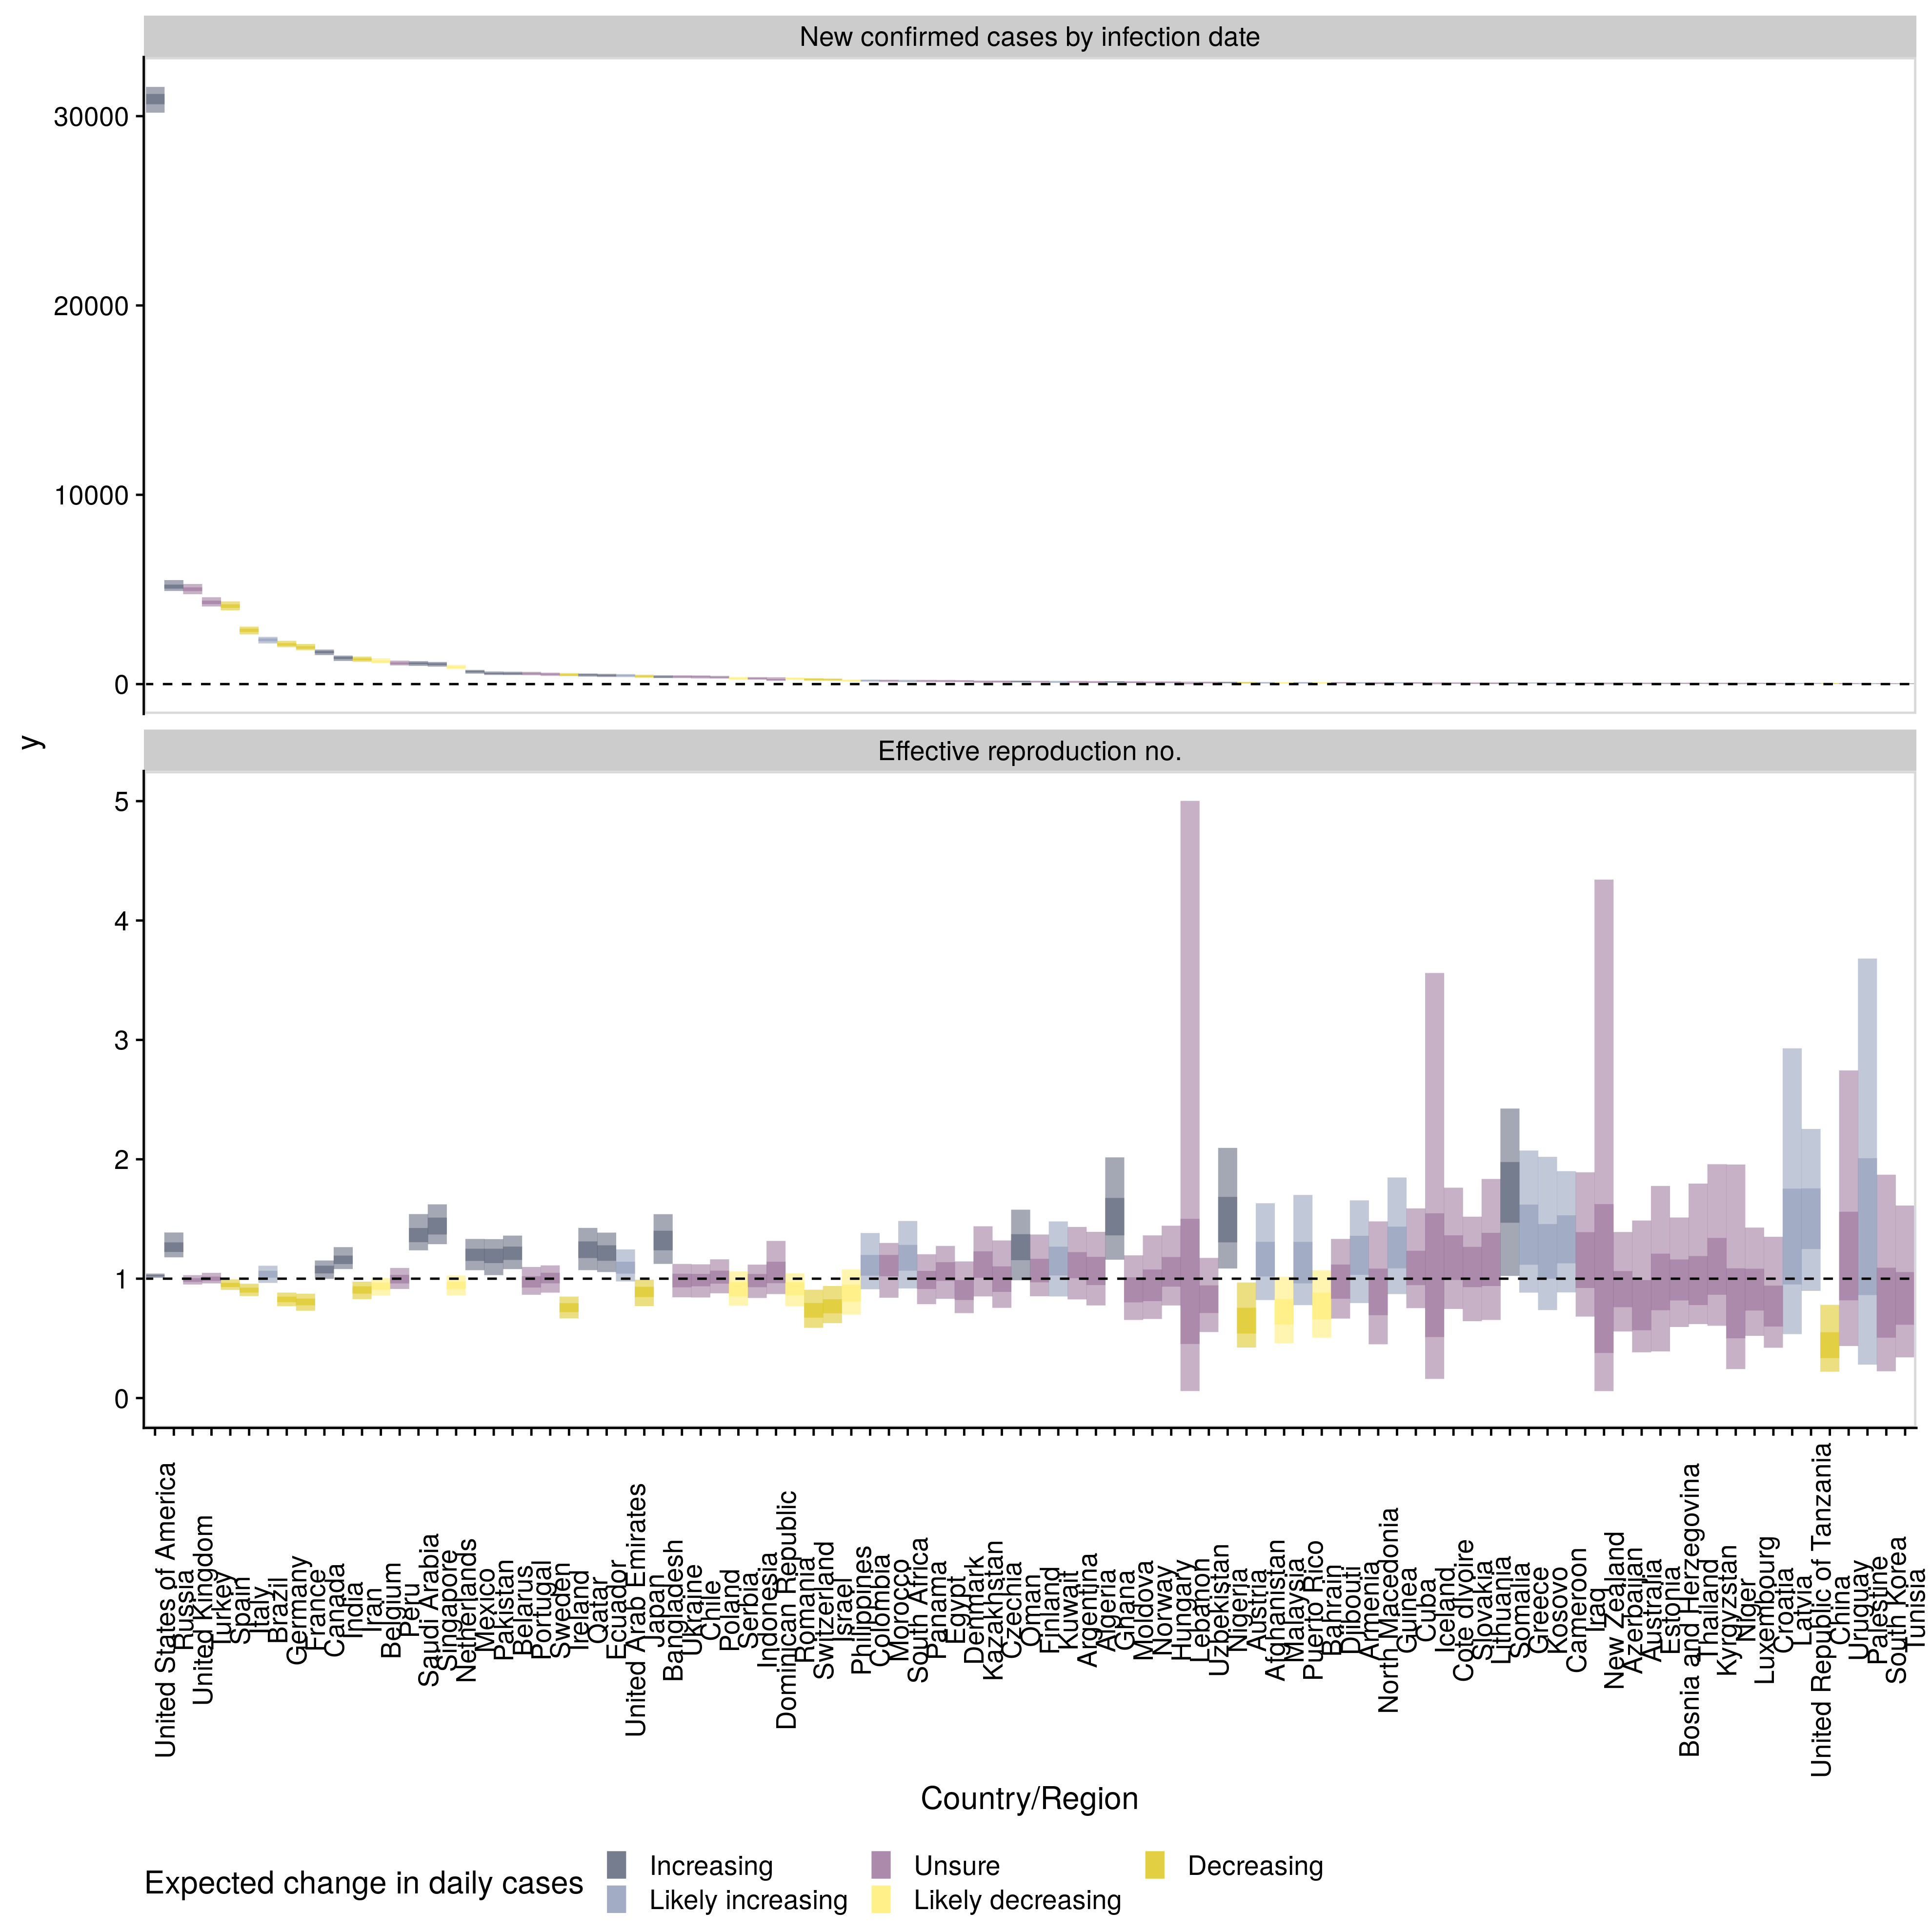 New confirmed cases by infection date
30000
20000
10000
0
y
Effective reproduction no.
5
4
3
2
1
0
United States of America
Russia
United Kingdom
Turkey
Spain
Italy
Brazil
Germany
France
Canada
India
Iran
Belgium
Peru
Saudi Arabia
Singapore
Netherlands
Mexico
Pakistan
Belarus
Portugal
Sweden
Ireland
Qatar
Ecuador
United Arab Emirates
Japan
Bangladesh
Ukraine
Chile
Poland
Serbia
Indonesia
Dominican Republic
Romania
Switzerland
Israel
Philippines
Colombia
Morocco
South Africa
Panama
Egypt
Denmark
Kazakhstan
Czechia
Oman
Finland
Kuwait
Argentina
Algeria
Ghana
Moldova
Norway
Hungary
Lebanon
Uzbekistan
Nigeria
Austria
Afghanistan
Malaysia
Puerto Rico
Bahrain
Djibouti
Armenia
North Macedonia
Guinea
Cuba
Iceland
Cote dIvoire
Slovakia
Lithuania
Somalia
Greece
Kosovo
Cameroon
Iraq
New Zealand
Azerbaijan
Australia
Estonia
Bosnia and Herzegovina
Thailand
Kyrgyzstan
Niger
Luxembourg
Croatia
Latvia
United Republic of Tanzania
China
Uruguay
Palestine
South Korea
Tunisia
Country/Region
Expected change in daily cases
Increasing
Unsure
Decreasing
Likely increasing
Likely decreasing